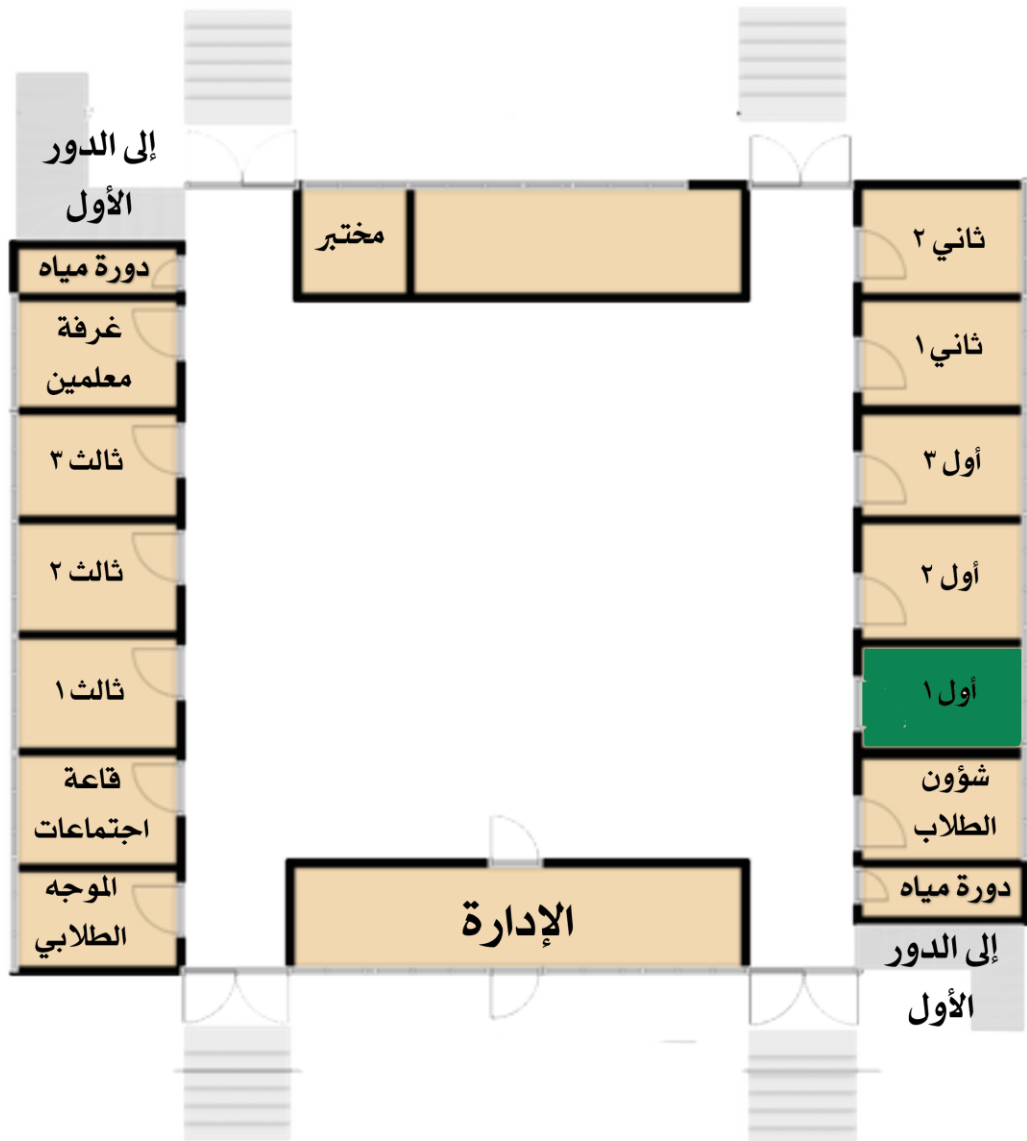 إلى الدور
الأول
دورة مياه
غرفة
معلمين
ثالث ٣
ثالث ٢
ثالث ١
قاعة
اجتماعات
الموجه
الطلابي
مختبر
الإدارة
ثاني ٢
ثاني ١
أول ٣
أول ٢
أول ١
شؤون
الطلاب
دورة مياه
إلى الدور
الأول